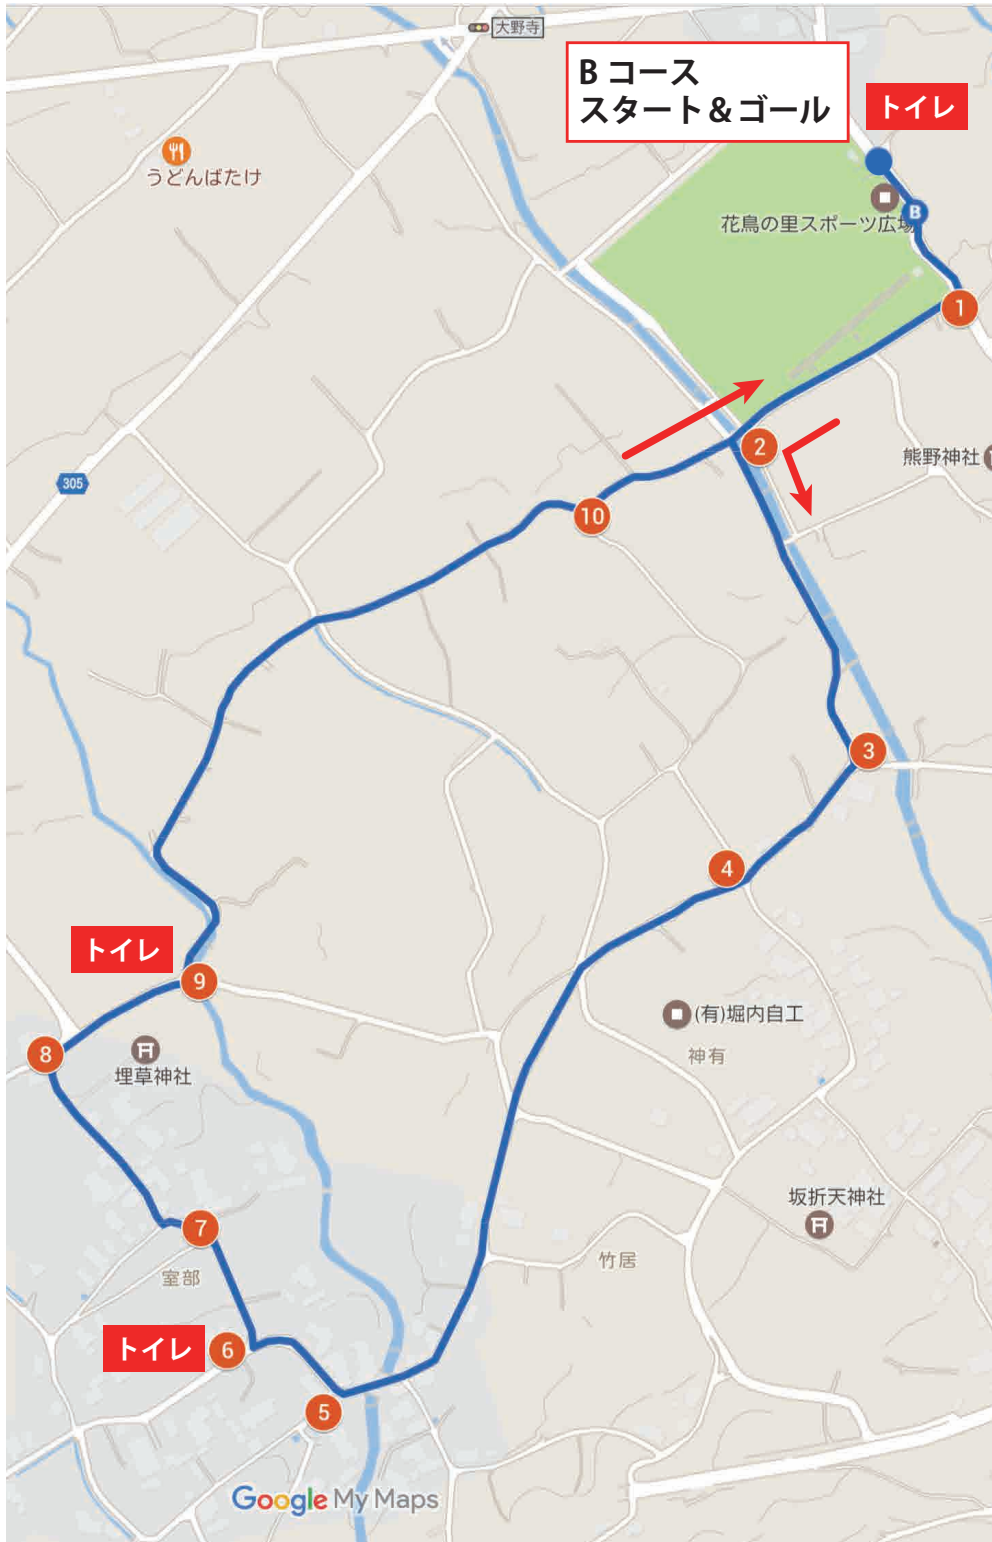 大野寺
B コース
スタート＆ゴール
トイレ
うどんばたけ
花鳥の里スポーツ広場
B
1
2
熊野神社
305
10
3
4
トイレ
9
(有)堀内自工
神有
8
埋草神社
坂折天神社
7
竹居
室部
トイレ
6
5
Google My Maps